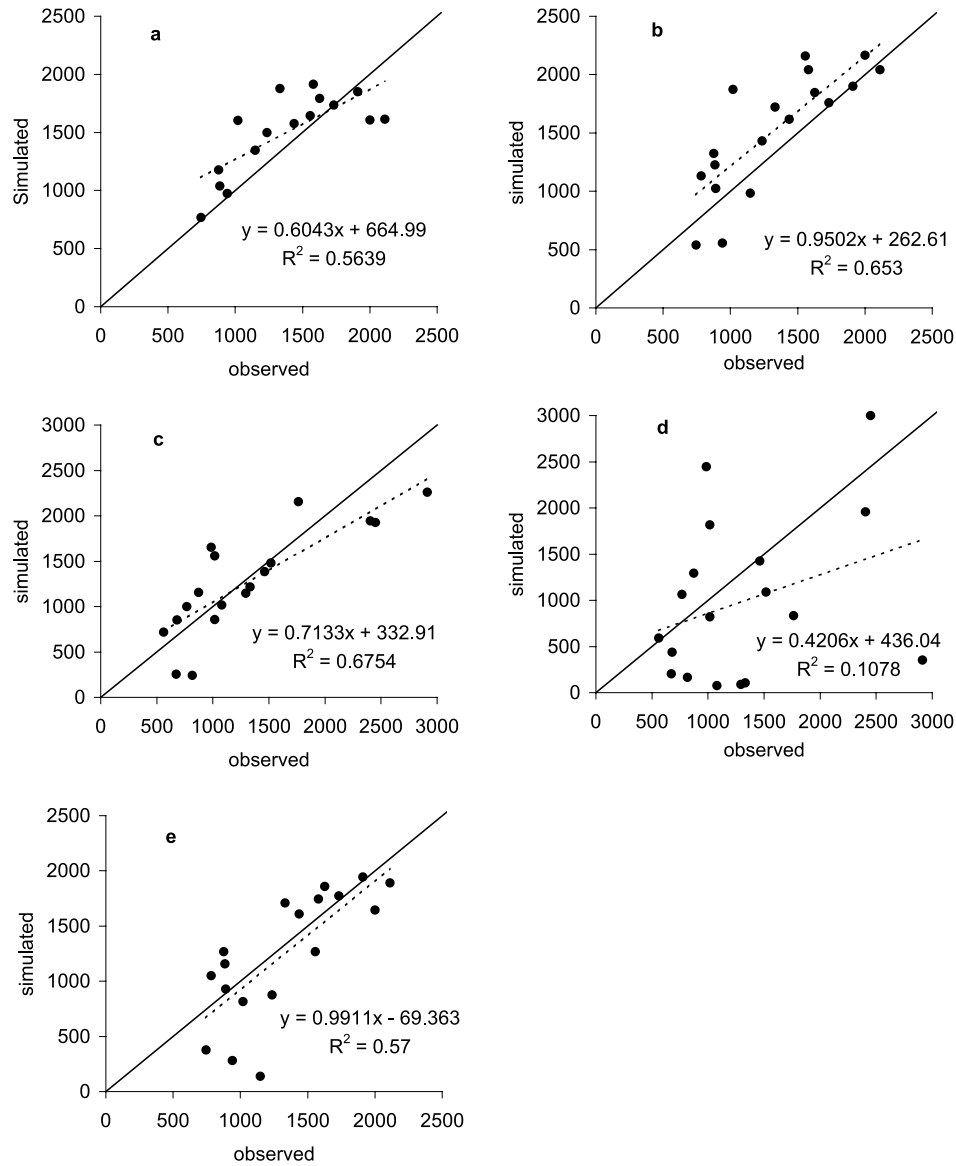 a
Simulated
2500
2000
1500
1000
500
0
y = 0.6043x + 664.99
R² = 0.5639
0 500 1000 1500 2000 2500
observed
b
simulated
2500
2000
1500
1000
500
0
y = 0.9502x + 262.61
R² = 0.653
0 500 1000 1500 2000 2500
observed
c
simulated
3000
2500
2000
1500
1000
500
0
y = 0.7133x + 332.91
R² = 0.6754
0 500 1000 1500 2000 2500 3000
observed
d
simulated
3000
2500
2000
1500
1000
500
0
y = 0.4206x + 436.04
R² = 0.1078
0 500 1000 1500 2000 2500 3000
observed
e
simulated
2500
2000
1500
1000
500
0
y = 0.9911x - 69.363
R² = 0.57
0 500 1000 1500 2000 2500
observed